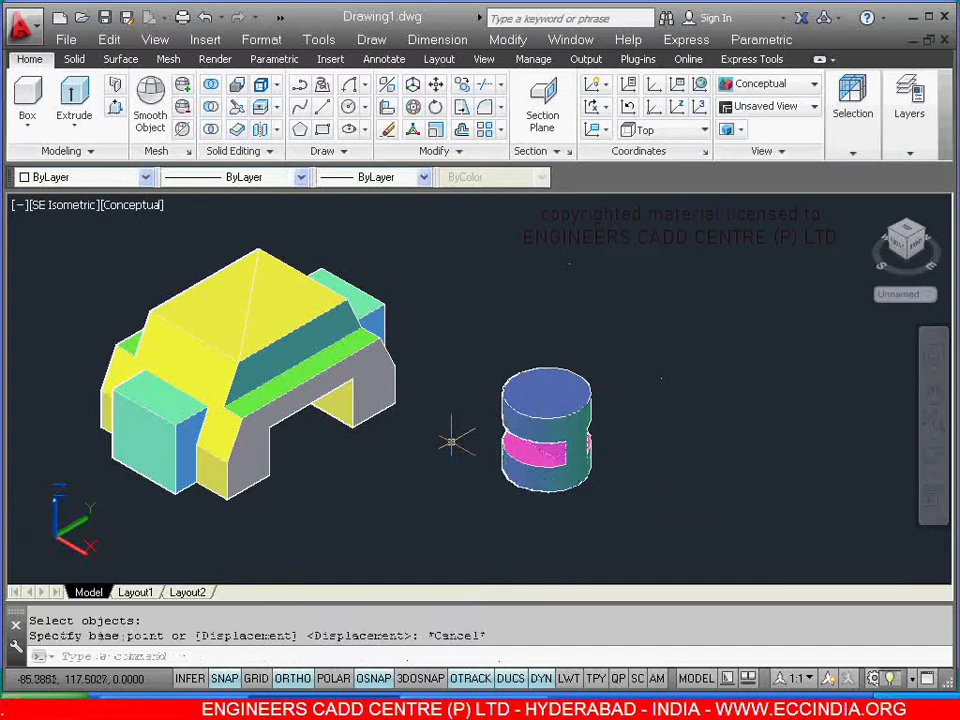 Drawing1.dwg
Type a keyword or phrase
Sign In
File Edit View Insert Format Tools Draw Dimension Modify Window Help Express Parametric
Home Solid Surface Mesh Render Parametric Insert Annotate Layout View Manage Output Plug-ins Online Express Tools
Box
Extrude
Smooth
Object
Section
Plane
Conceptual
Unsaved View
Top
Selection
Layers
Modeling
Mesh
Solid Editing
Draw
Modify
Section
Coordinates
View
ByLayer
ByLayer
ByLayer
ByColor
[−][SE Isometric][Conceptual]
copyrighted material licensed to
ENGINEERS CADD CENTRE (P) LTD
TOP
S
E
Unnamed
Z
Y
X
Model Layout1 Layout2
Select objects:
Specify base point or [Displacement] <Displacement>: *Cancel*
Type a command
-85.2851, 117.5027, 0.0000
INFER SNAP GRID ORTHO POLAR OSNAP 3DOSNAP OTRACK DUCS DYN LWT TPY QP SC AM
MODEL
1:1
ENGINEERS CADD CENTRE (P) LTD - HYDERABAD - INDIA - WWW.ECCINDIA.ORG